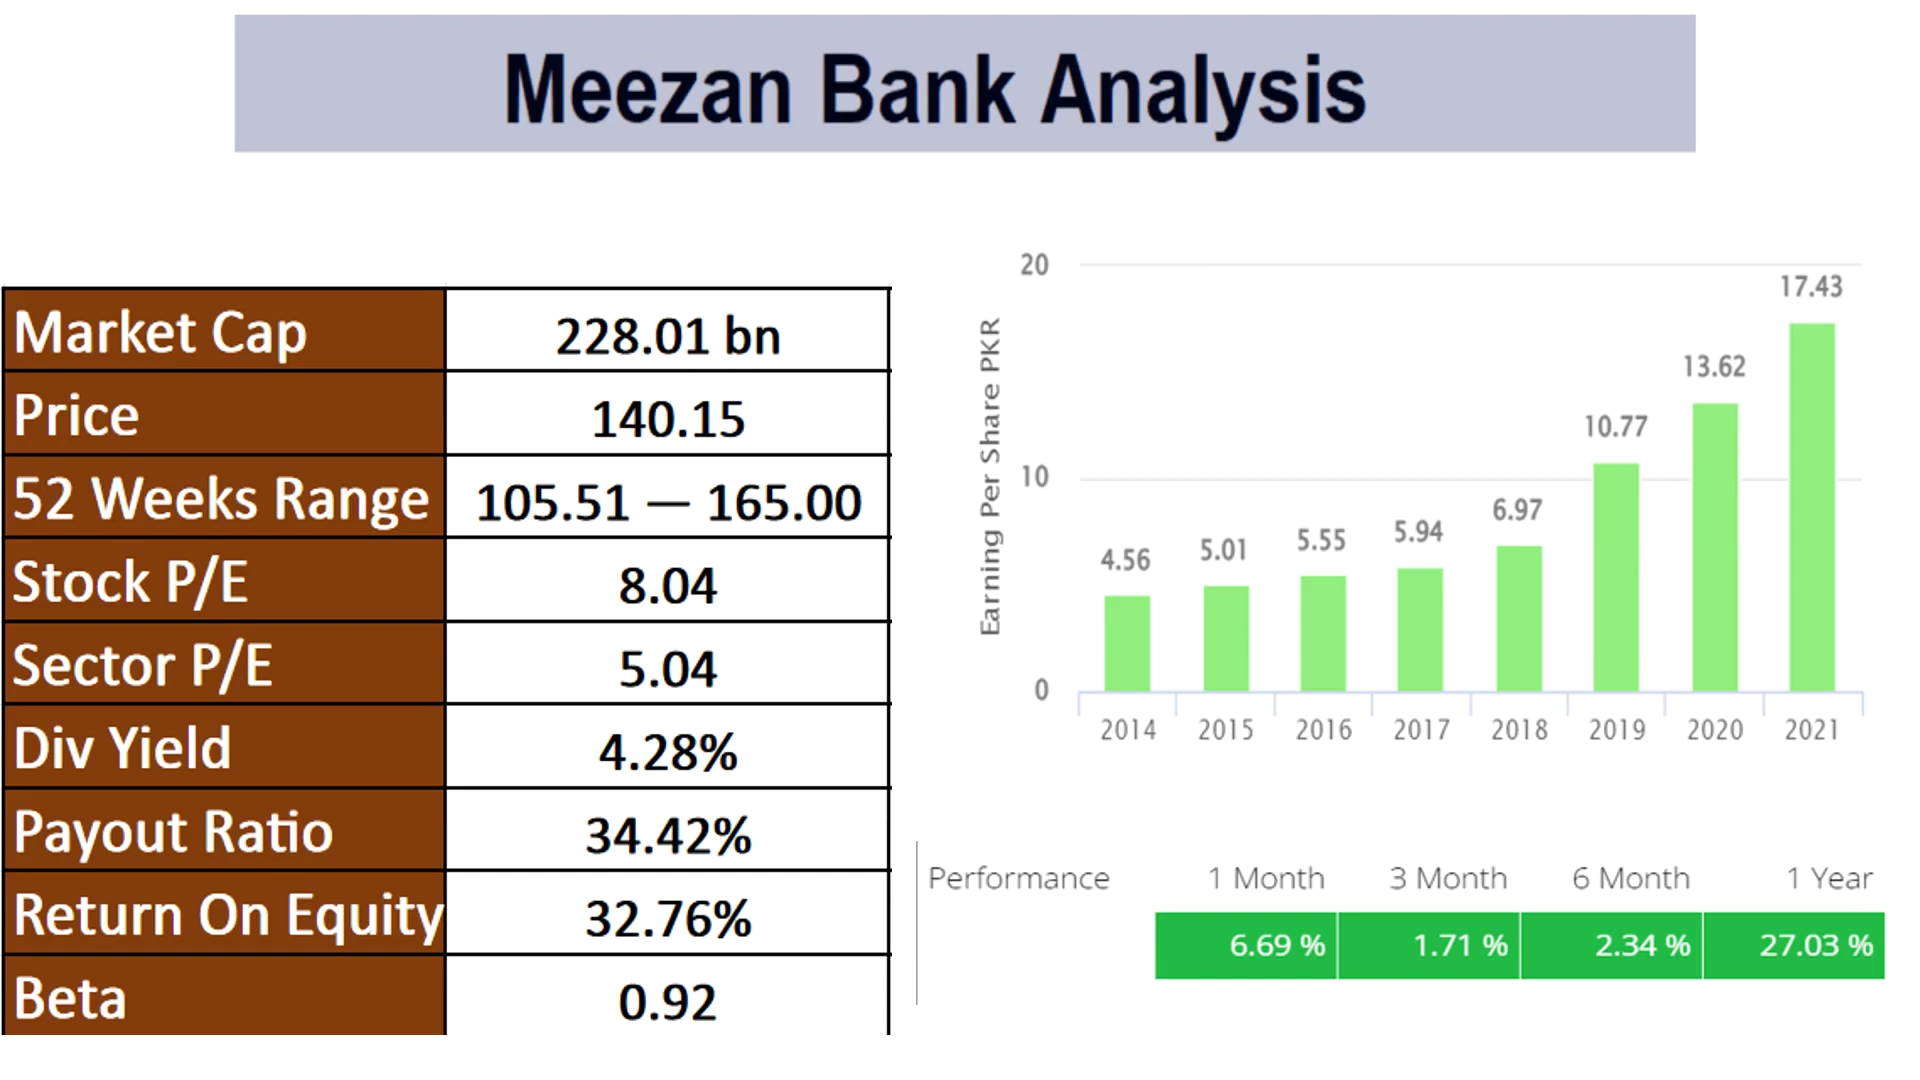 Meezan Bank Analysis
Market Cap 228.01 bn
Price 140.15
52 Weeks Range 105.51 — 165.00
Stock P/E 8.04
Sector P/E 5.04
Div Yield 4.28%
Payout Ratio 34.42%
Return On Equity 32.76%
Beta 0.92
Earning Per Share PKR
20
10
0
4.56 5.01 5.55 5.94 6.97 10.77 13.62 17.43
2014 2015 2016 2017 2018 2019 2020 2021
Performance 1 Month 3 Month 6 Month 1 Year
6.69 % 1.71 % 2.34 % 27.03 %